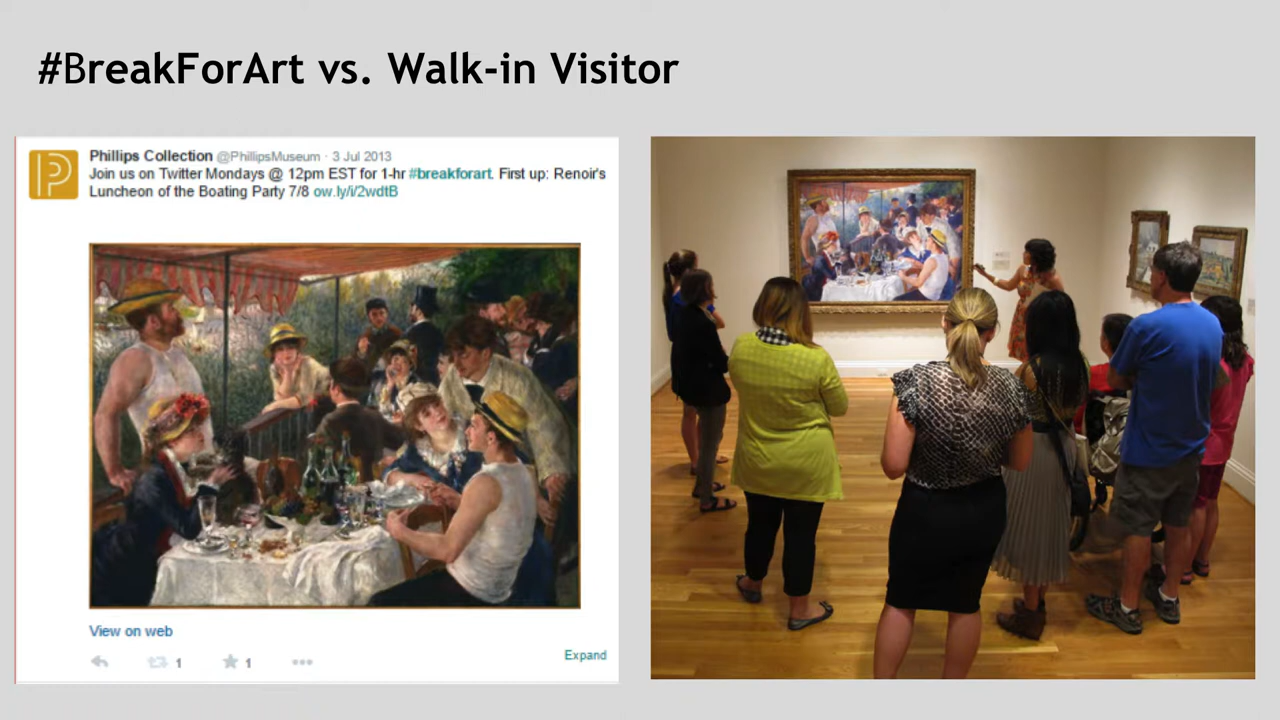 #BreakForArt vs. Walk-in Visitor
Phillips Collection @PhillipsMuseum · 3 Jul 2013
Join us on Twitter Mondays @ 12pm EST for 1-hr #breakforart. First up: Renoir's
Luncheon of the Boating Party 7/8 ow.ly/i/2wdtB
View on web
1 1
Expand